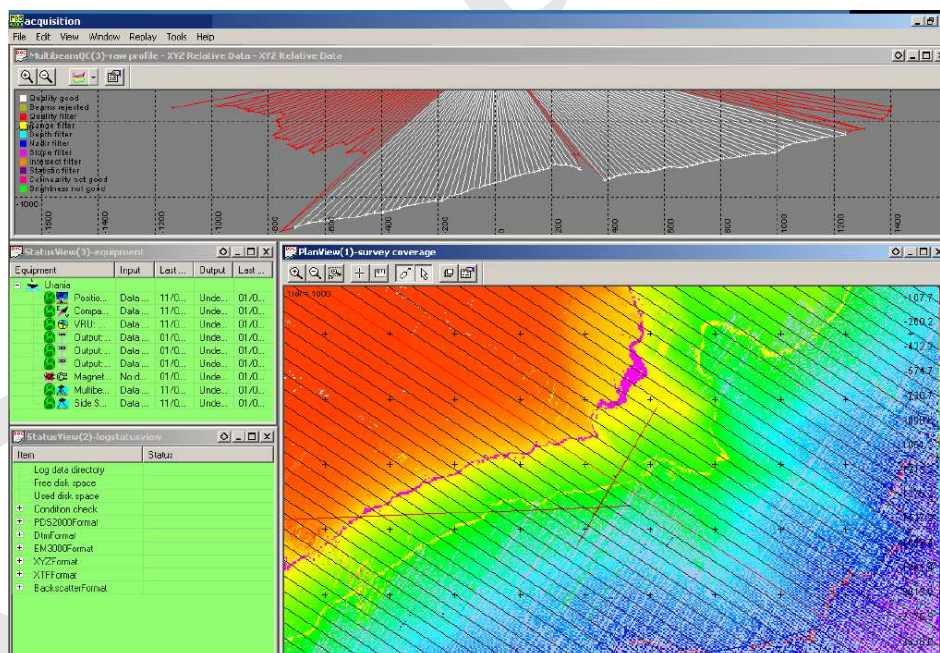 acquisition
File Edit View Window Replay Tools Help
MultibeamQC(3)-raw profile - XYZ Relative Data - XYZ Relative Data
Quality good
Beams rejected
Quality filter
Range filter
Depth filter
Nadir filter
Slope filter
Intersect filter
Statistic filter
Colinearity not good
Brightness not good
-1000
-1600 -1400 -1200 -1000 -800 -600 -400 -200 0 200 400 600 800 1000 1200 1400
StatusView(3)-equipment
Equipment Input Last ... Output Last ...
Urania
Positio... Data ... 11/0... Unde... 01/0...
Compa... Data ... 11/0... Unde... 01/0...
VRU: ... Data ... 11/0... Unde... 01/0...
Output:... Data ... 01/0... Unde... 01/0...
Output:... Data ... 01/0... Unde... 01/0...
Output:... Data ... 01/0... Unde... 01/0...
Magnet... No d... 01/0... Unde... 01/0...
Multibe... Data ... 11/0... Unde... 01/0...
Side S... Data ... 11/0... Unde... 01/0...
StatusView(2)-logstatusview
Item Status
Log data directory
Free disk space
Used disk space
Condition check
PDS2000Format
DtmFormat
EM3000Format
XYZFormat
XTFFormat
BackscatterFormat
PlanView(1)-survey coverage
Tick= 1000
-107.7